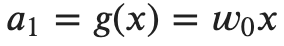 a₁ = g(x) = w₀x